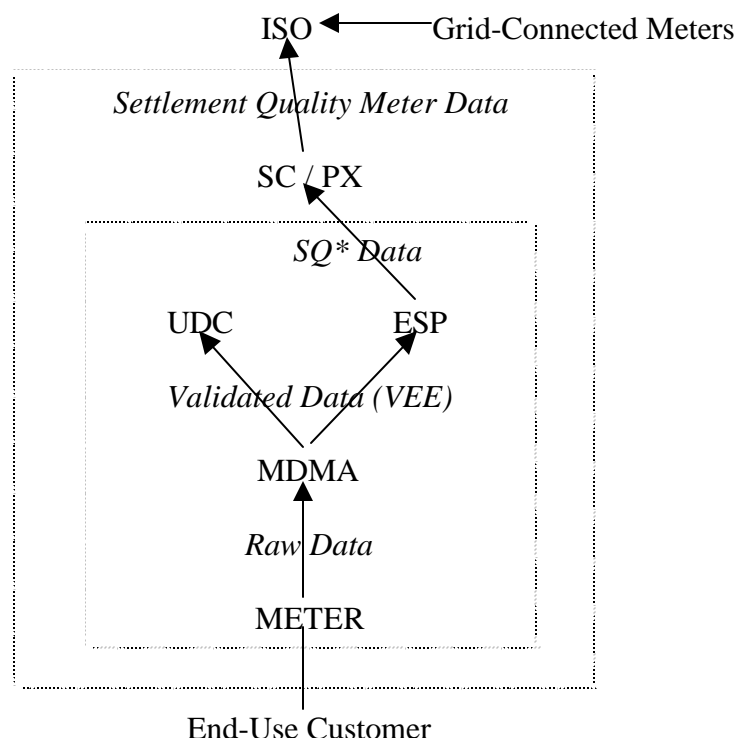 ISO Grid-Connected Meters
Settlement Quality Meter Data
SC / PX
SQ* Data
UDC ESP
Validated Data (VEE)
MDMA
Raw Data
METER
End-Use Customer